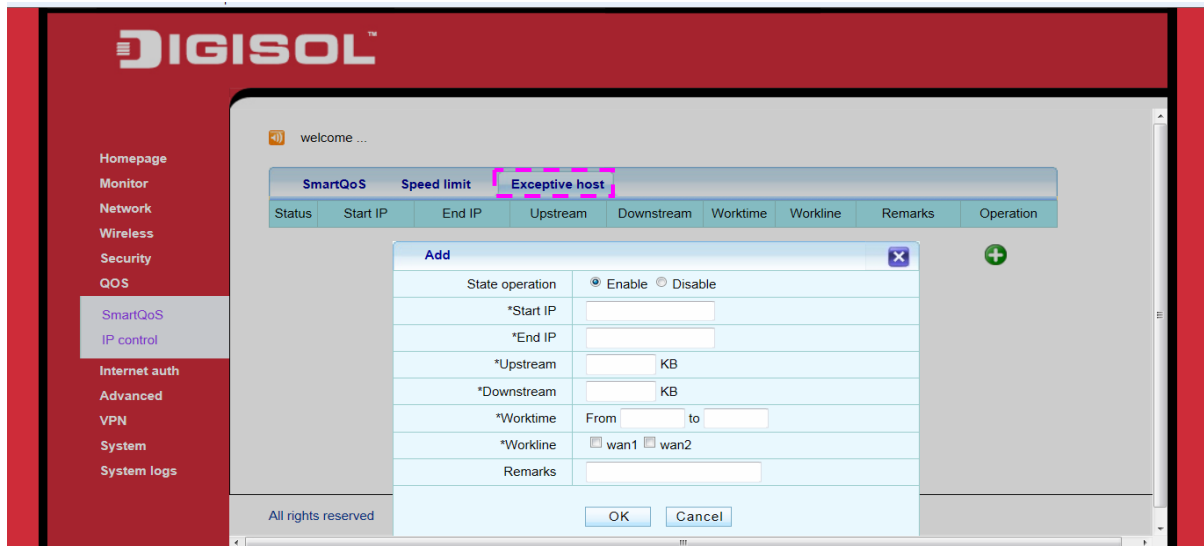 DIGISOL™
welcome ...
Homepage
Monitor
Network
Wireless
Security
QOS
SmartQoS
IP control
Internet auth
Advanced
VPN
System
System logs
SmartQoS Speed limit Exceptive host
Status Start IP End IP Upstream Downstream Worktime Workline Remarks Operation
Add
State operation Enable Disable
*Start IP
*End IP
*Upstream KB
*Downstream KB
*Worktime From to
*Workline wan1 wan2
Remarks
OK Cancel
All rights reserved